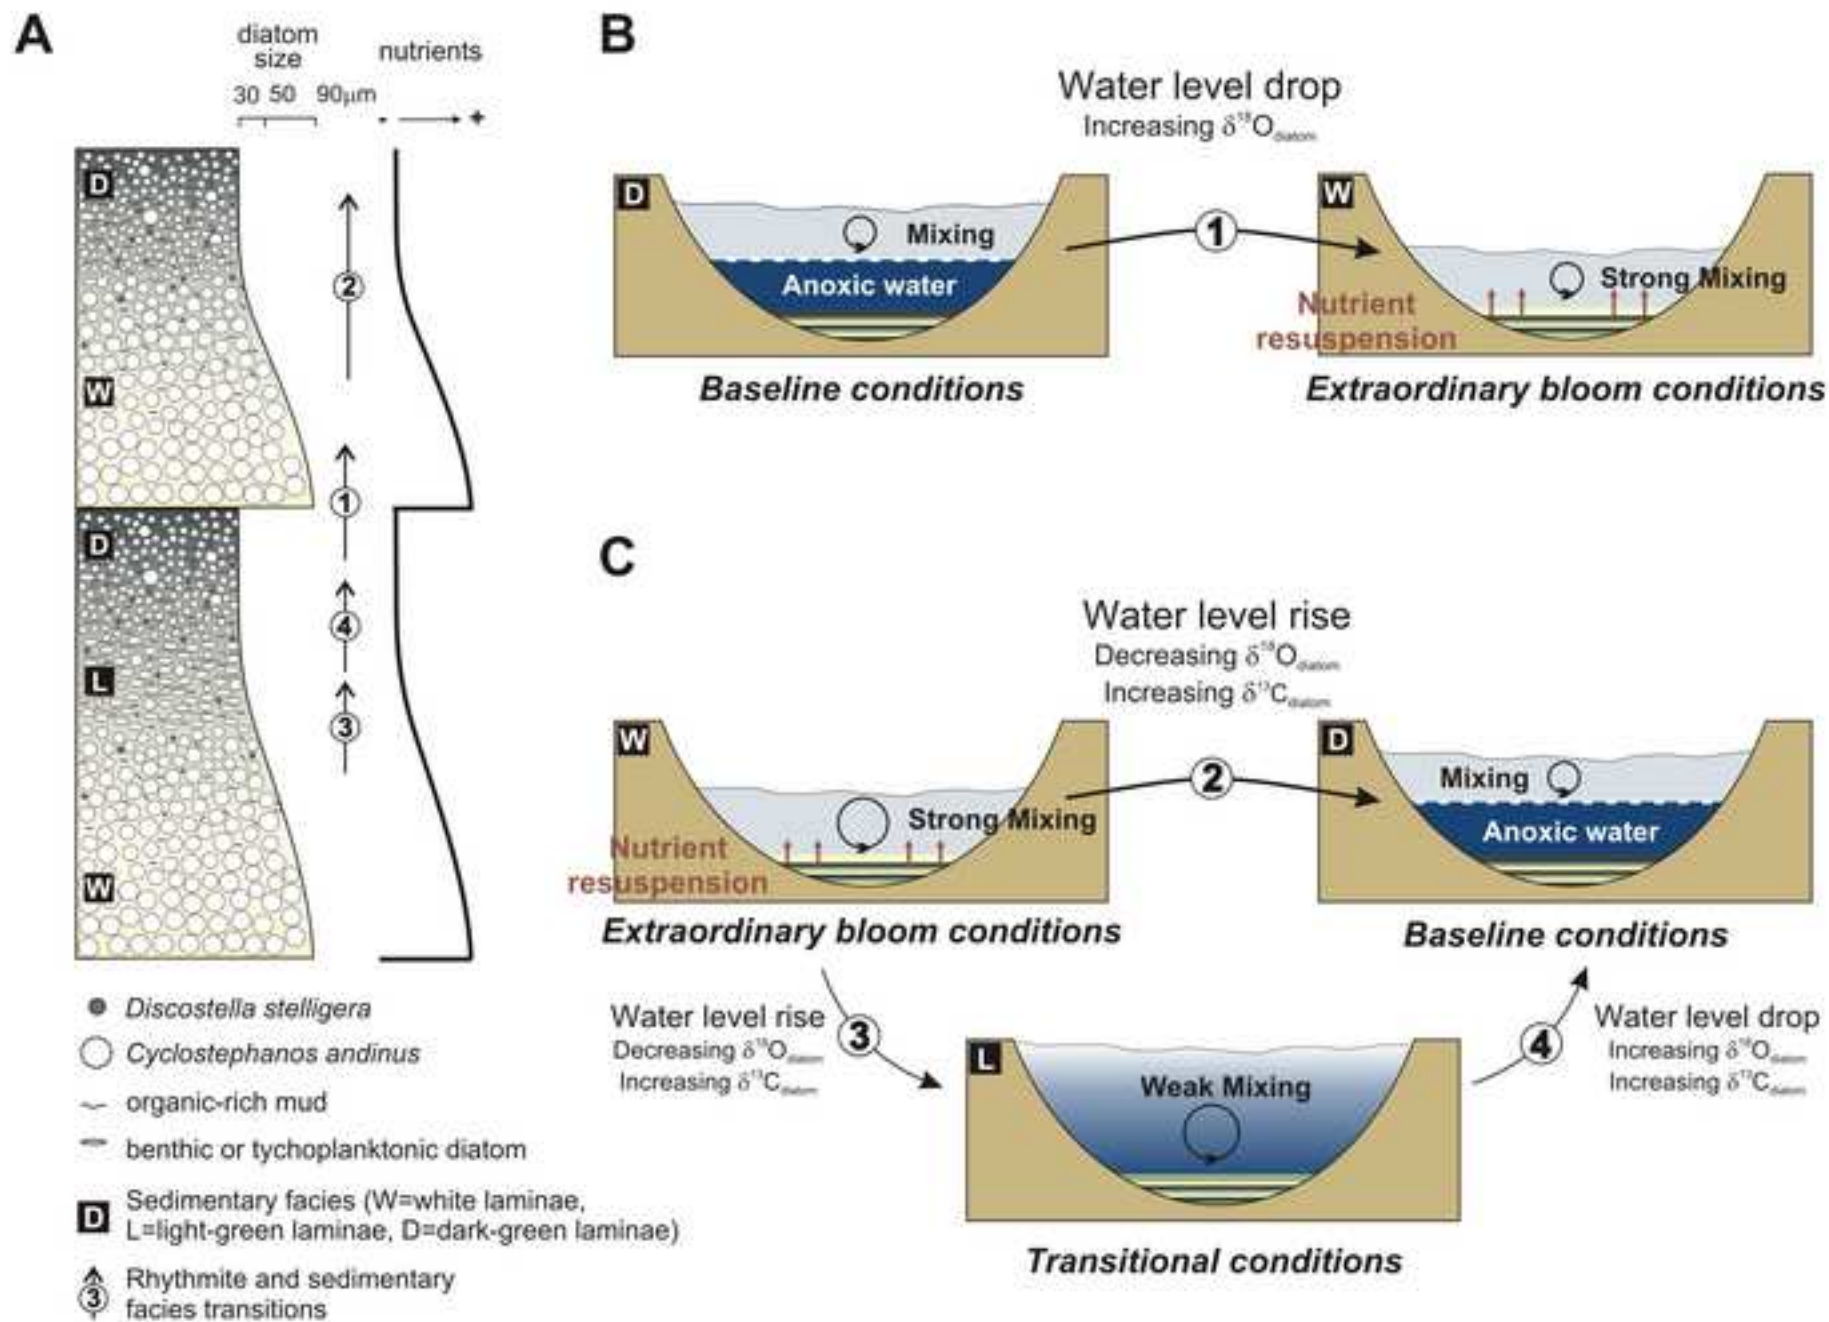 A
diatom
size
nutrients
30 50 90µm
- +
D
2
W
1
D
4
L
3
W
Discostella stelligera
Cyclostephanos andinus
organic-rich mud
benthic or tychoplanktonic diatom
D
Sedimentary facies (W=white laminae,
L=light-green laminae, D=dark-green laminae)
3
Rhythmite and sedimentary
facies transitions
B
Water level drop
Increasing δ¹⁸Odiatom
D
Mixing
Anoxic water
Baseline conditions
1
W
Strong Mixing
Nutrient
resuspension
Extraordinary bloom conditions
C
Water level rise
Decreasing δ¹⁸Odiatom
Increasing δ¹³Cdiatom
W
Strong Mixing
Nutrient
resuspension
Extraordinary bloom conditions
2
D
Mixing
Anoxic water
Baseline conditions
Water level rise
Decreasing δ¹⁸Odiatom
Increasing δ¹³Cdiatom
3
L
Weak Mixing
Transitional conditions
4
Water level drop
Increasing δ¹⁸Odiatom
Increasing δ¹³Cdiatom